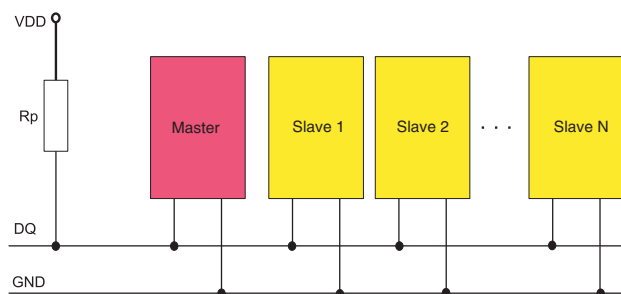 VDD
Rp
Master
Slave 1
Slave 2
. . .
Slave N
DQ
GND